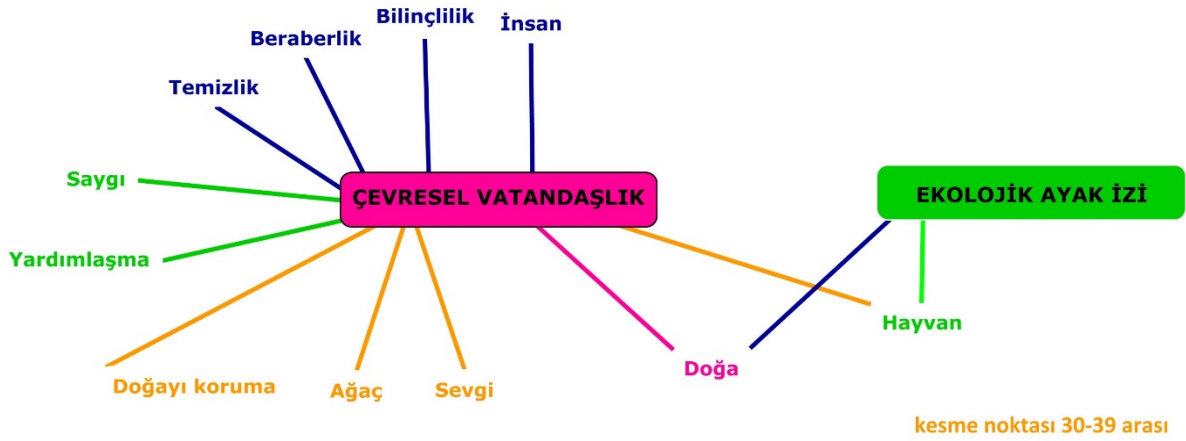 Bilinçlilik
İnsan
Beraberlik
Temizlik
Saygı
ÇEVRESEL VATANDAŞLIK
EKOLOJİK AYAK İZİ
Yardımlaşma
Hayvan
Doğa
Doğayı koruma
Ağaç
Sevgi
kesme noktası 30-39 arası